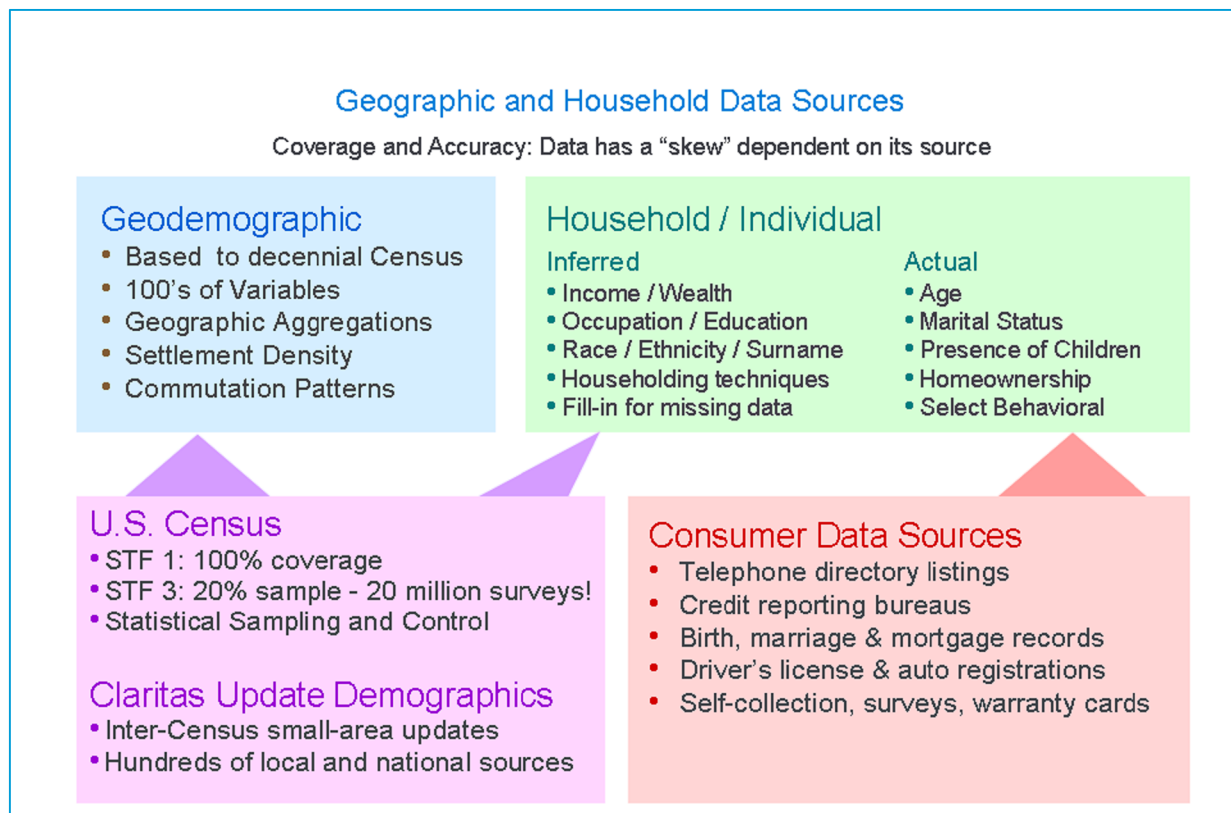 Geographic and Household Data Sources
Coverage and Accuracy: Data has a “skew” dependent on its source
Geodemographic
• Based to decennial Census
• 100's of Variables
• Geographic Aggregations
• Settlement Density
• Commutation Patterns
Household / Individual
Inferred
• Income / Wealth
• Occupation / Education
• Race / Ethnicity / Surname
• Householding techniques
• Fill-in for missing data
Actual
• Age
• Marital Status
• Presence of Children
• Homeownership
• Select Behavioral
U.S. Census
• STF 1: 100% coverage
• STF 3: 20% sample - 20 million surveys!
• Statistical Sampling and Control
Claritas Update Demographics
• Inter-Census small-area updates
• Hundreds of local and national sources
Consumer Data Sources
• Telephone directory listings
• Credit reporting bureaus
• Birth, marriage & mortgage records
• Driver's license & auto registrations
• Self-collection, surveys, warranty cards